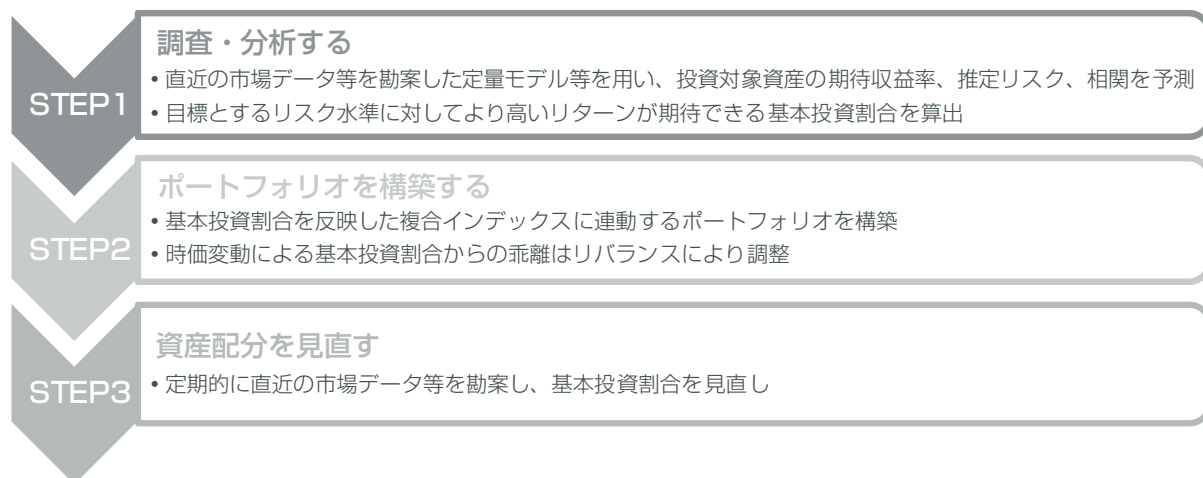 STEP1
調査・分析する
•直近の市場データ等を勘案した定量モデル等を用い、投資対象資産の期待収益率、推定リスク、相関を予測
•目標とするリスク水準に対してより高いリターンが期待できる基本投資割合を算出
STEP2
ポートフォリオを構築する
•基本投資割合を反映した複合インデックスに連動するポートフォリオを構築
•時価変動による基本投資割合からの乖離はリバランスにより調整
STEP3
資産配分を見直す
•定期的に直近の市場データ等を勘案し、基本投資割合を見直し